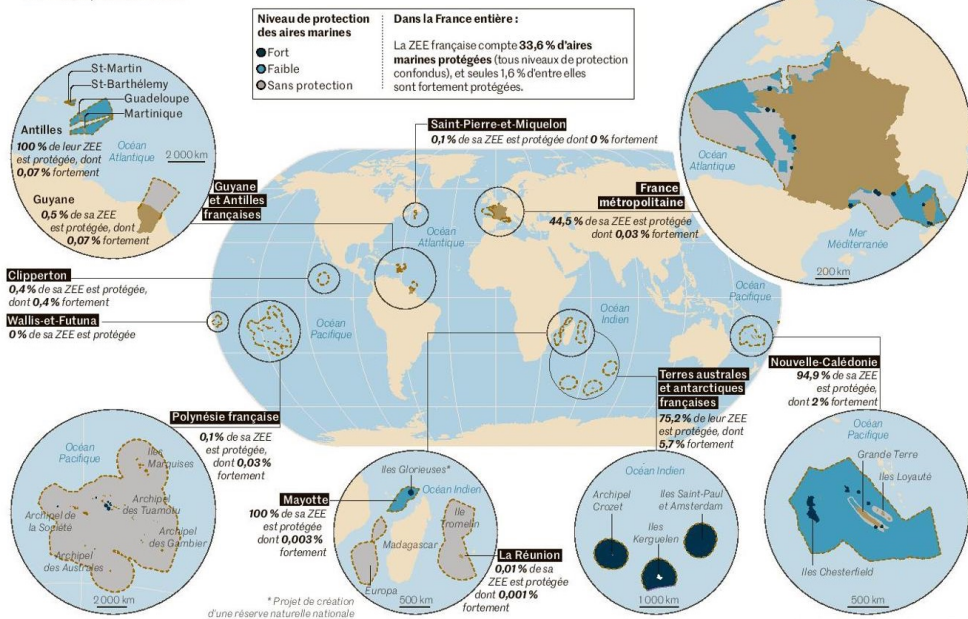 Niveau de protection
des aires marines
Fort
Faible
Sans protection
Dans la France entière :
La ZEE française compte 33,6 % d'aires
marines protégées (tous niveaux de protection
confondus), et seules 1,6 % d'entre elles
sont fortement protégées.
St-Martin
St-Barthélemy
Guadeloupe
Martinique
Antilles
100 % de leur ZEE
est protégée, dont
0,07 % fortement
Océan
Atlantique
2 000 km
Guyane
0,5 % de sa ZEE
est protégée, dont
0,07 % fortement
Guyane
et Antilles
françaises
Saint-Pierre-et-Miquelon
0,1 % de sa ZEE est protégée dont 0 % fortement
Océan
Atlantique
France
métropolitaine
44,5 % de sa ZEE est protégée
dont 0,03 % fortement
Océan
Atlantique
Mer
Méditerranée
200 km
Clipperton
0,4 % de sa ZEE est protégée,
dont 0,4 % fortement
Wallis-et-Futuna
0 % de sa ZEE est protégée
Océan
Pacifique
Océan
Indien
Océan
Pacifique
Polynésie française
0,1 % de sa ZEE
est protégée,
dont 0,03 %
fortement
Océan
Pacifique
Iles
Marquises
Archipel
des Tuamotu
Archipel de
la Société
Archipel
des Gambier
Archipel
des Australes
2 000 km
Mayotte
100 % de sa ZEE
est protégée
dont 0,003 %
fortement
Iles Glorieuses*
Océan Indien
Ile
Tromelin
Madagascar
Europa
500 km
La Réunion
0,01 % de sa
ZEE est protégée
dont 0,001 %
fortement
* Projet de création
d'une réserve naturelle nationale
Terres australes
et antarctiques
françaises
75,2 % de leur ZEE
est protégée, dont
5,7 % fortement
Océan Indien
Archipel
Crozet
Iles Saint-Paul
et Amsterdam
Iles
Kerguelen
1 000 km
Nouvelle-Calédonie
94,9 % de sa ZEE
est protégée,
dont 2 % fortement
Océan
Pacifique
Grande Terre
Iles Loyauté
Iles Chesterfield
500 km